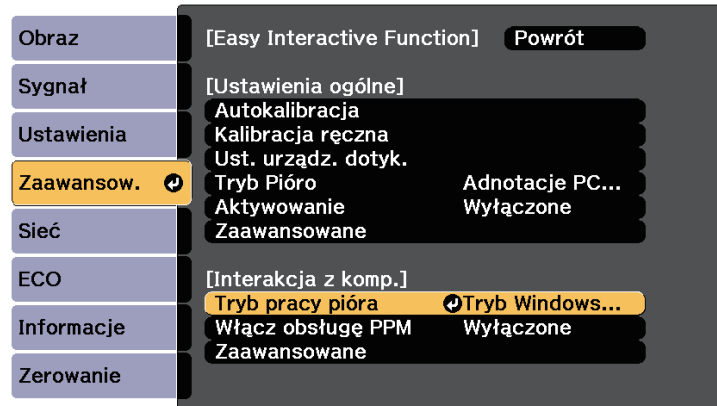 Obraz
Sygnał
Ustawienia
Zaawansow.
Sieć
ECO
Informacje
Zerowanie
[Easy Interactive Function] Powrót
[Ustawienia ogólne]
Autokalibracja
Kalibracja ręczna
Ust. urządz. dotyk.
Tryb Pióro Adnotacje PC...
Aktywowanie Wyłączone
Zaawansowane
[Interakcja z komp.]
Tryb pracy pióra Tryb Windows...
Włącz obsługę PPM Wyłączone
Zaawansowane